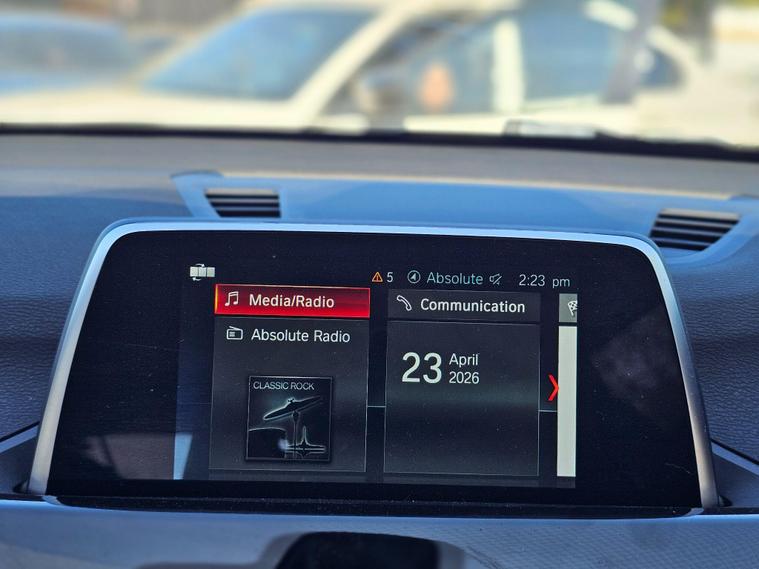 5 Absolute 2:23 pm
Media/Radio
Communication
Absolute Radio
CLASSIC ROCK
23 April
2026